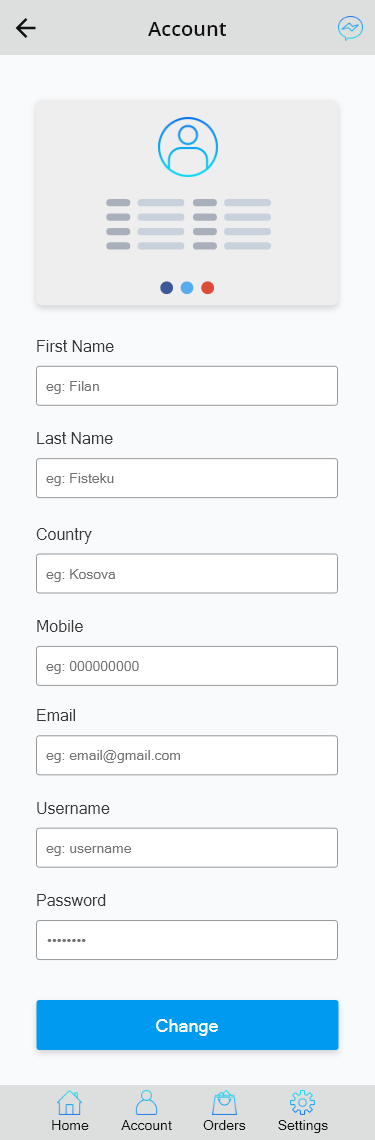 Account
First Name
eg: Filan
Last Name
eg: Fisteku
Country
eg: Kosova
Mobile
eg: 000000000
Email
eg: email@gmail.com
Username
eg: username
Password
••••••••
Change
Home Account Orders Settings